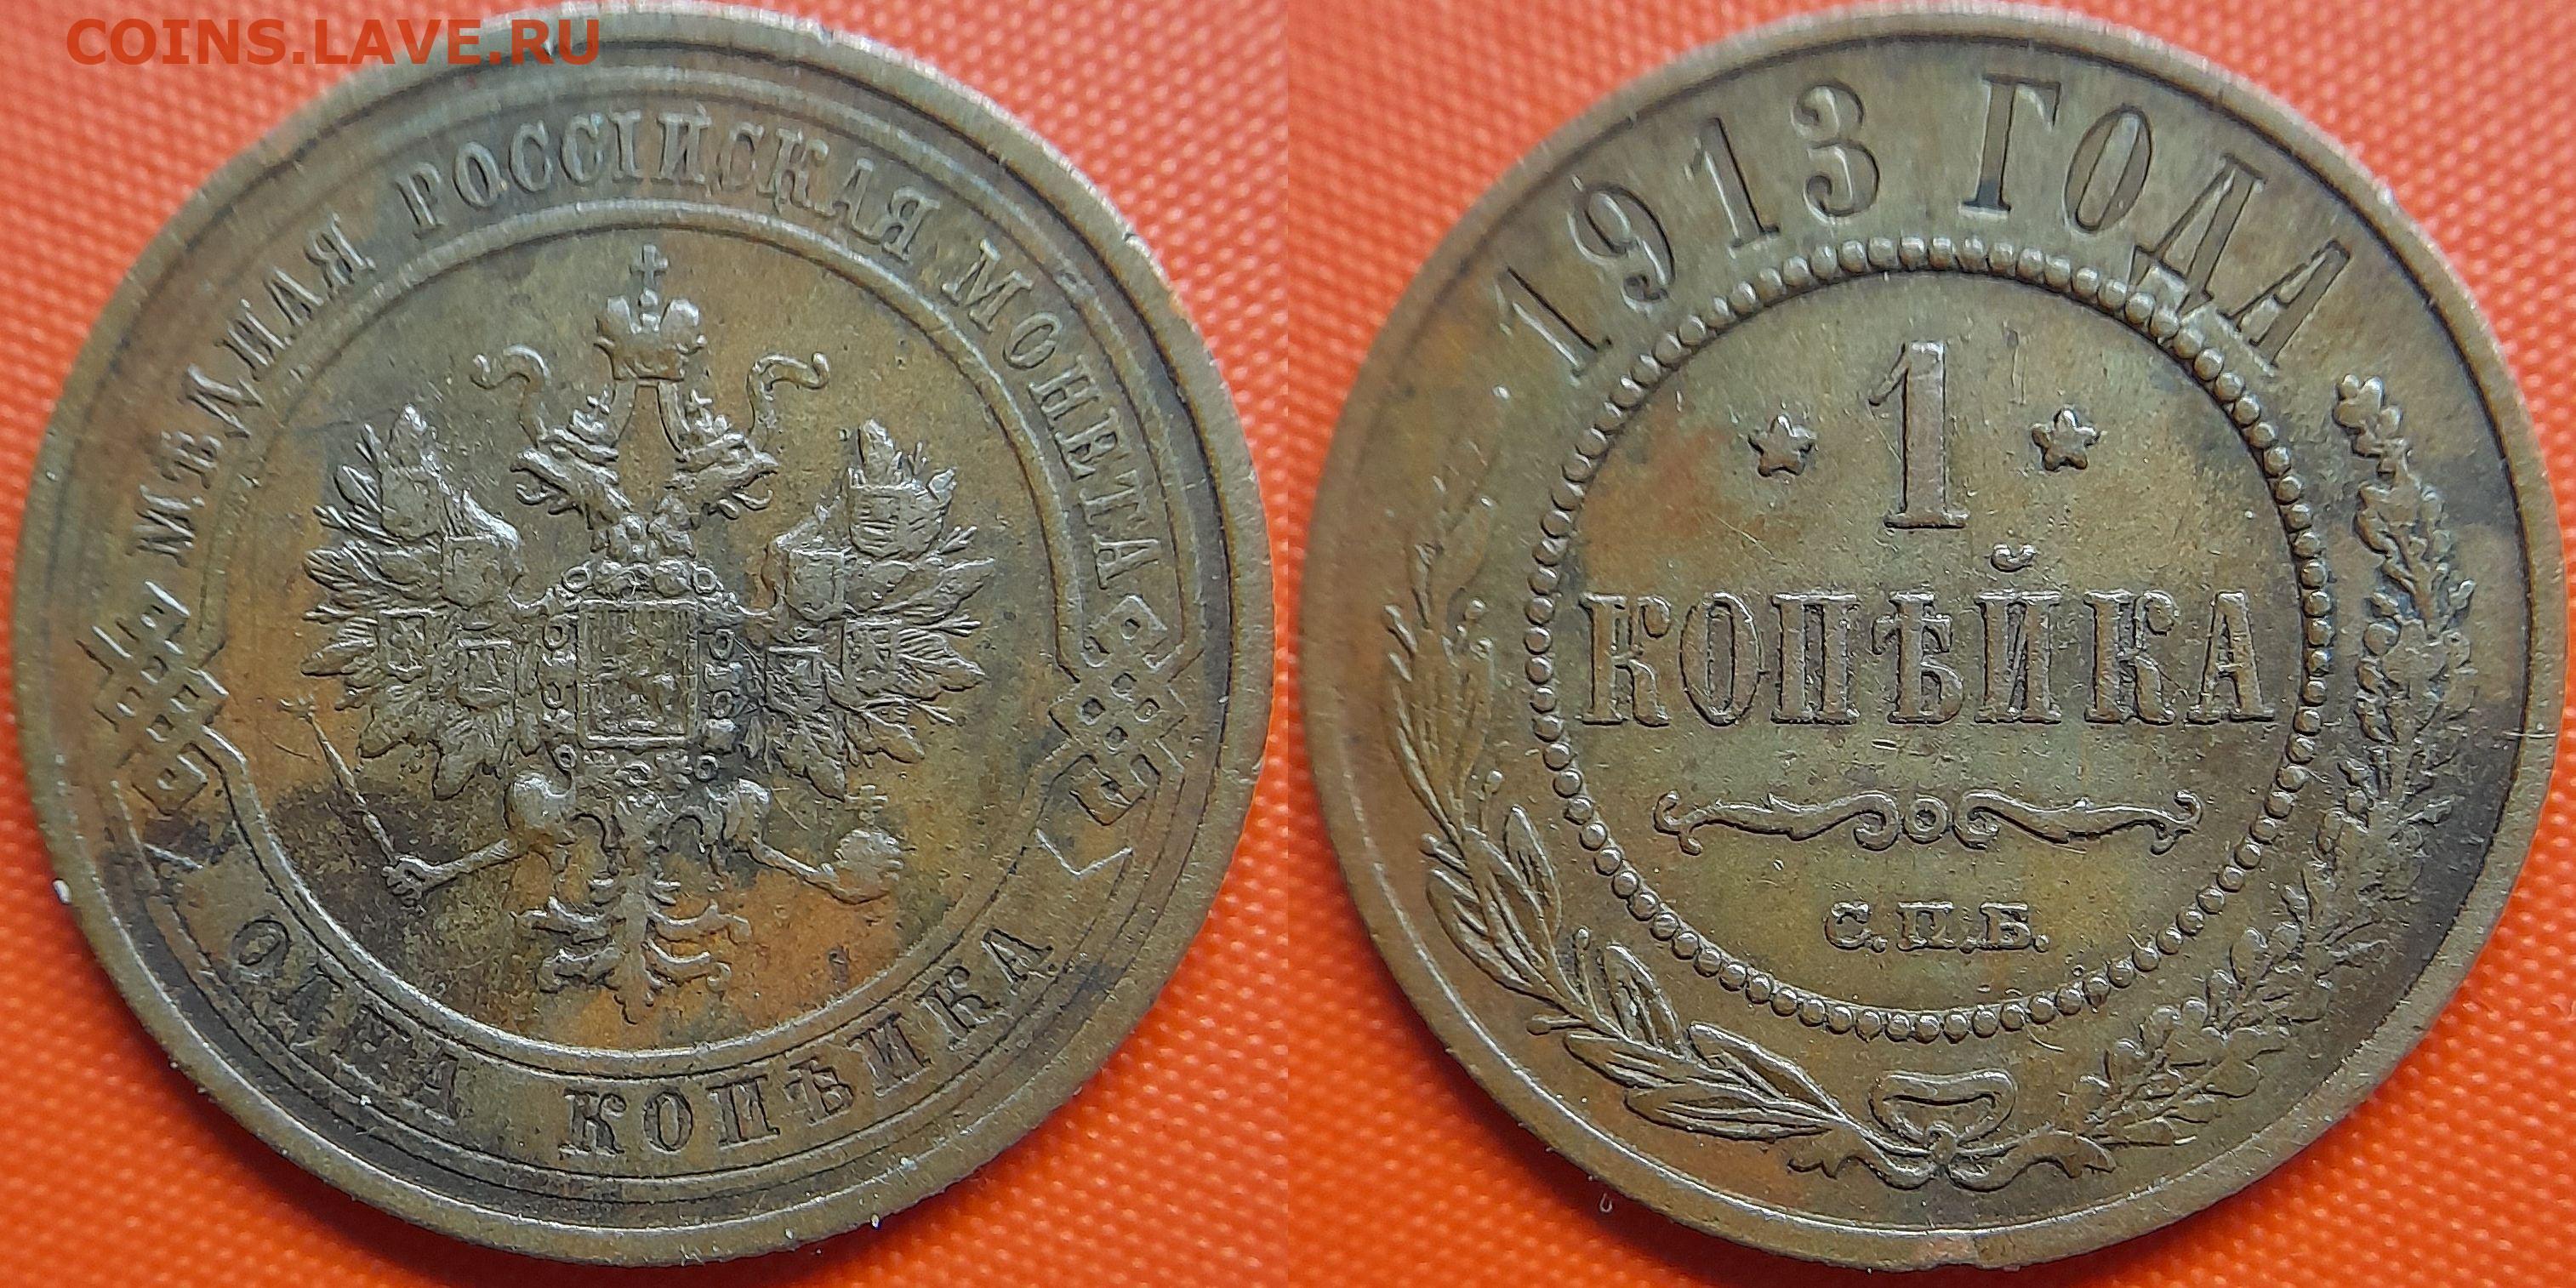 COINS.LAVE.RU
МѢДНАЯ РОССІЙСКАЯ МОНЕТА
ОДНА КОПѢЙКА
1913 ГОДА
1
КОПѢЙКА
С.П.Б.